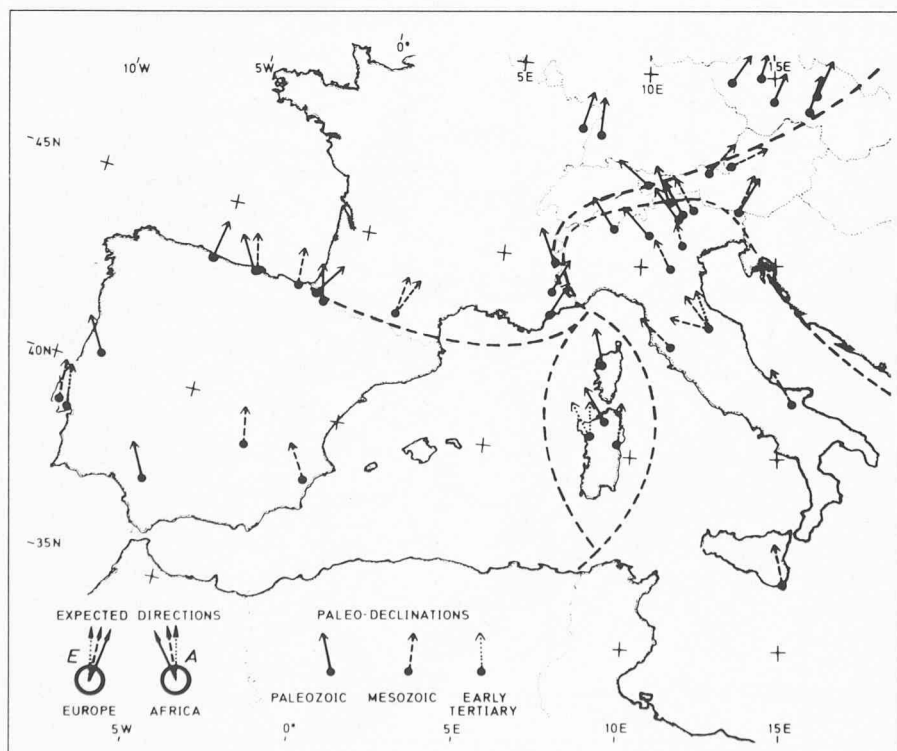 0°
10°W
5°W
5E
10E
15E
~45N
~40N
~35N
EXPECTED DIRECTIONS
PALEO-DECLINATIONS
E
A
EUROPE
AFRICA
PALEOZOIC
MESOZOIC
EARLY
TERTIARY
5W
0°
5E
10E
15E